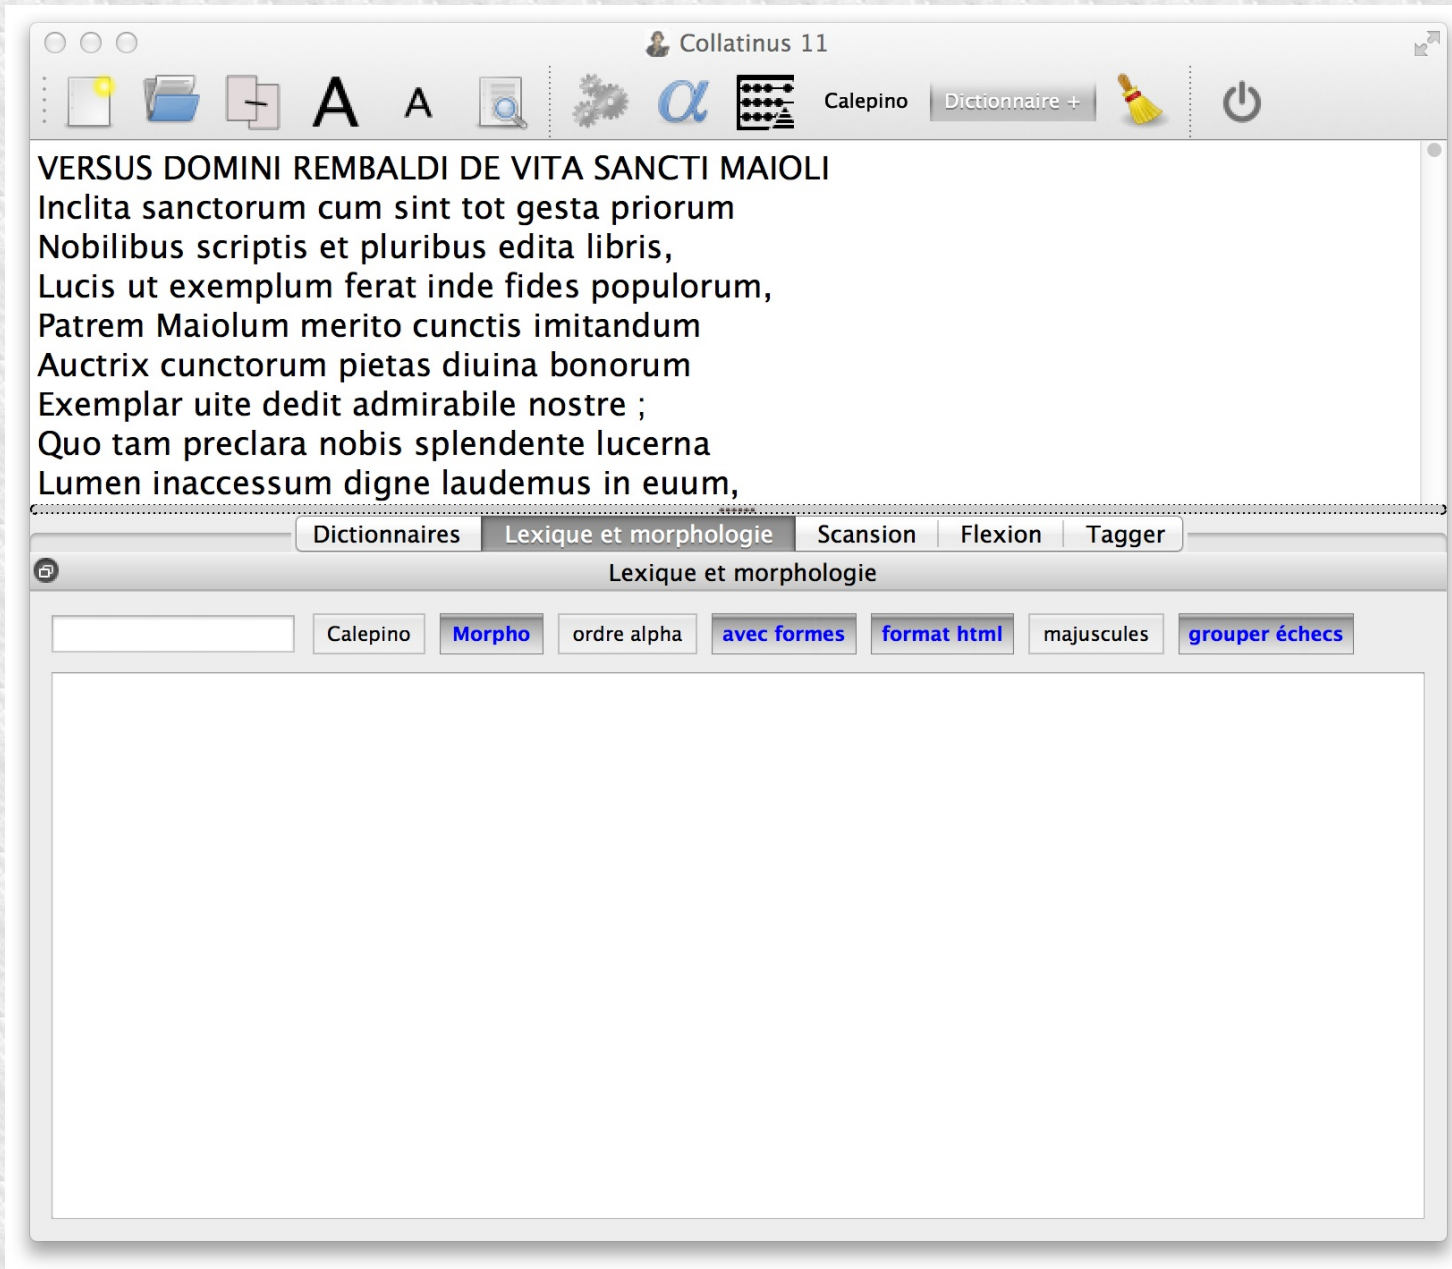 Collatinus 11
A A α Calepino Dictionnaire +
VERSUS DOMINI REMBALDI DE VITA SANCTI MAIOLI
Inclita sanctorum cum sint tot gesta priorum
Nobilibus scriptis et pluribus edita libris,
Lucis ut exemplum ferat inde fides populorum,
Patrem Maiolum merito cunctis imitandum
Auctrix cunctorum pietas diuina bonorum
Exemplar uite dedit admirabile nostre ;
Quo tam preclara nobis splendente lucerna
Lumen inaccessum digne laudemus in euum,
Dictionnaires Lexique et morphologie Scansion Flexion Tagger
Lexique et morphologie
Calepino Morpho ordre alpha avec formes format html majuscules grouper échecs